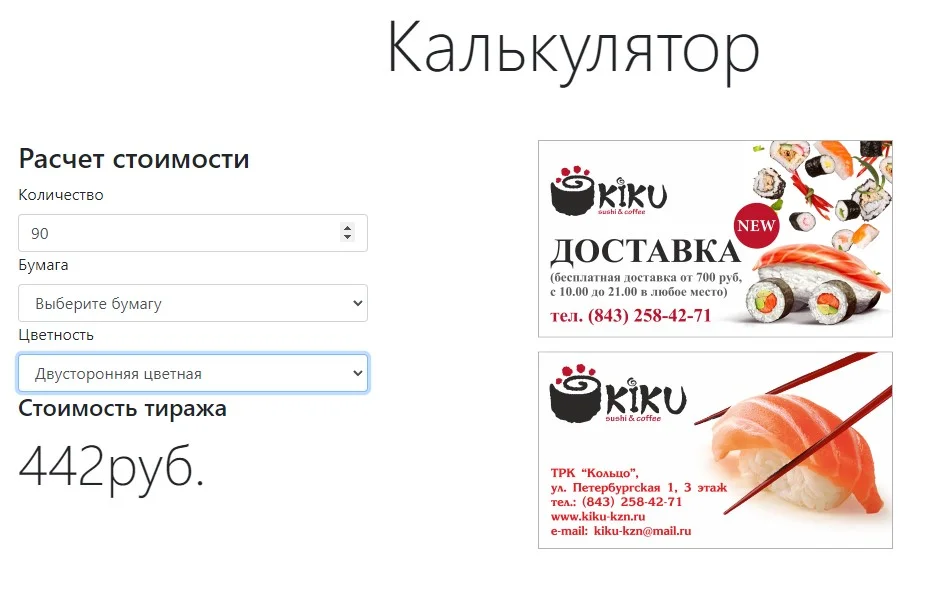 Калькулятор
Расчет стоимости
Количество
90
Бумага
Выберите бумагу
Цветность
Двусторонняя цветная
Стоимость тиража
442руб.
KIKU
sushi & coffee
NEW
ДОСТАВКА
(бесплатная доставка от 700 руб,
с 10.00 до 21.00 в любое место)
тел. (843) 258-42-71
KIKU
sushi & coffee
ТРК “Кольцо”,
ул. Петербургская 1, 3 этаж
тел.: (843) 258-42-71
www.kiku-kzn.ru
e-mail: kiku-kzn@mail.ru